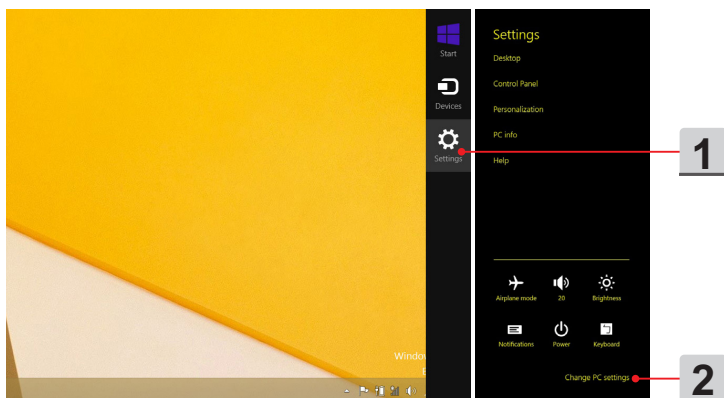 Start
Devices
Settings
Settings
Desktop
Control Panel
Personalization
PC info
Help
1
Airplane mode
20
Brightness
Notifications
Power
Keyboard
Change PC settings
2